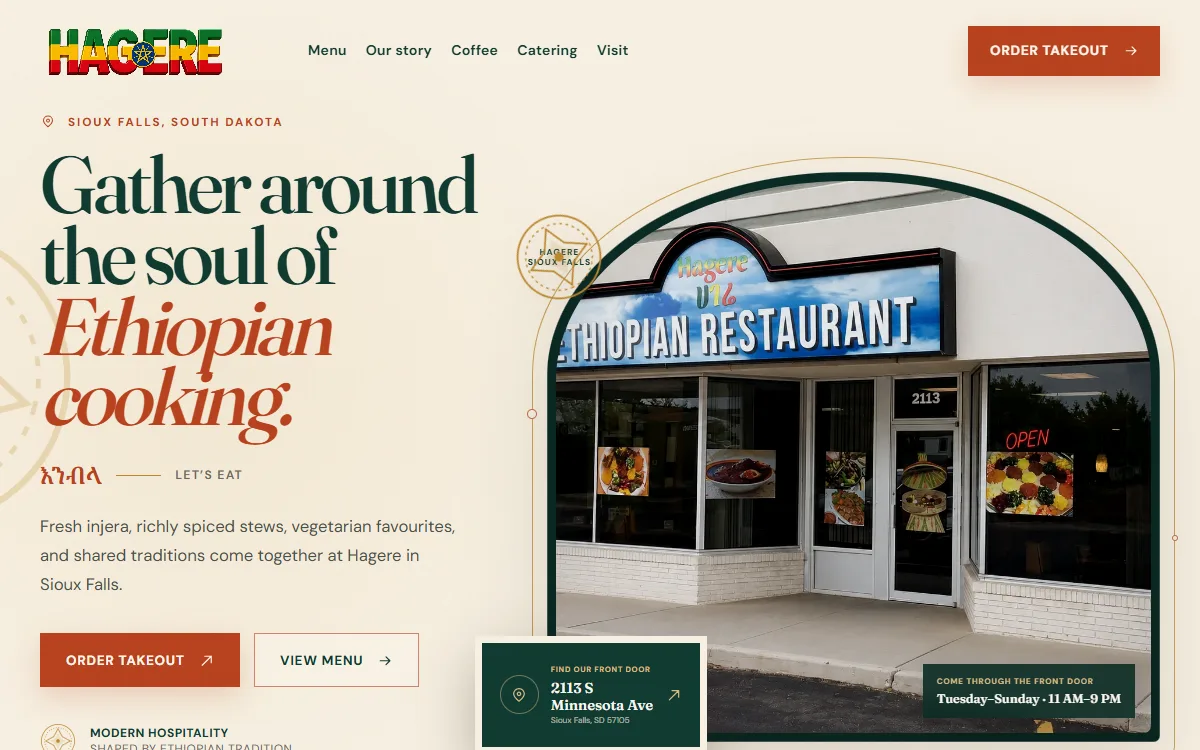 HAGERE
Menu Our story Coffee Catering Visit
ORDER TAKEOUT →
SIOUX FALLS, SOUTH DAKOTA
Gather around
the soul of
Ethiopian
cooking.
እንብላ
LET'S EAT
Fresh injera, richly spiced stews, vegetarian favourites,
and shared traditions come together at Hagere in
Sioux Falls.
ORDER TAKEOUT ↗
VIEW MENU →
MODERN HOSPITALITY
SHARED BY ETHIOPIAN TRADITION
HAGERE
SIOUX FALLS
Hagere
ETHIOPIAN RESTAURANT
2113
OPEN
FIND OUR FRONT DOOR
2113 S
Minnesota Ave ↗
Sioux Falls, SD 57105
COME THROUGH THE FRONT DOOR
Tuesday–Sunday · 11 AM–9 PM